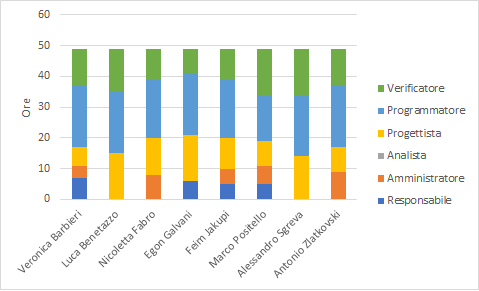 60
50
40
30
20
10
0
Ore
Veronica Barbieri
Luca Benetazzo
Nicoletta Fabro
Egon Galvani
Feim Jakupi
Marco Positello
Alessandro Sgreva
Antonio Zlatkovski
Verificatore
Programmatore
Progettista
Analista
Amministratore
Responsabile